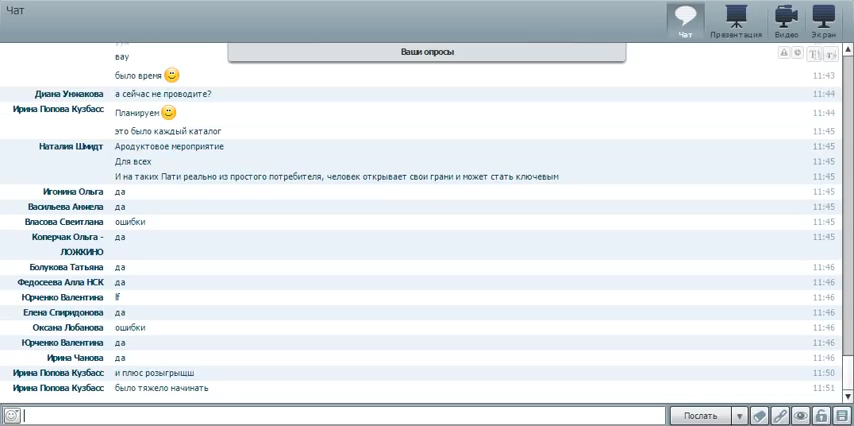 Чат
Чат
Презентация
Видео
Экран
Ваши опросы
вау
было время 11:43
Диана Унжакова а сейчас не проводите? 11:44
Ирина Попова Кузбасс Планируем 11:44
это было каждый каталог 11:45
Наталия Шмидт Ародуктовое мероприятие 11:45
Для всех 11:45
И на таких Пати реально из простого потребителя, человек открывает свои грани и может стать ключевым 11:45
Игонина Ольга да 11:45
Васильева Анжела да 11:45
Власова Свеитлана ошибки 11:45
Коперчак Ольга - да 11:45
ЛОЖКИНО
Болукова Татьяна да 11:46
Федосеева Алла НСК да 11:46
Юрченко Валентина lf 11:46
Елена Спиридонова да 11:46
Оксана Лобанова ошибки 11:46
Юрченко Валентина да 11:46
Ирина Чанова да 11:46
Ирина Попова Кузбасс и плюс розыгрыщш 11:50
Ирина Попова Кузбасс было тяжело начинать 11:51
Послать